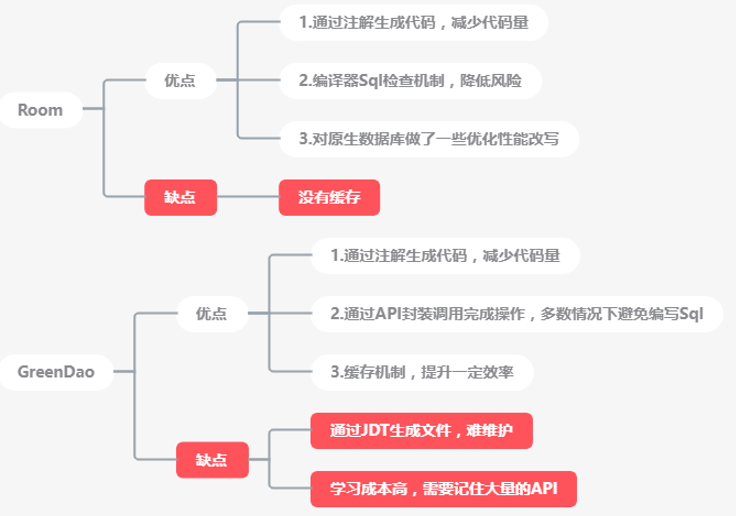 Room
优点
1.通过注解生成代码，减少代码量
2.编译器Sql检查机制，降低风险
3.对原生数据库做了一些优化性能改写
缺点
没有缓存
GreenDao
优点
1.通过注解生成代码，减少代码量
2.通过API封装调用完成操作，多数情况下避免编写Sql
3.缓存机制，提升一定效率
缺点
通过JDT生成文件，难维护
学习成本高，需要记住大量的API